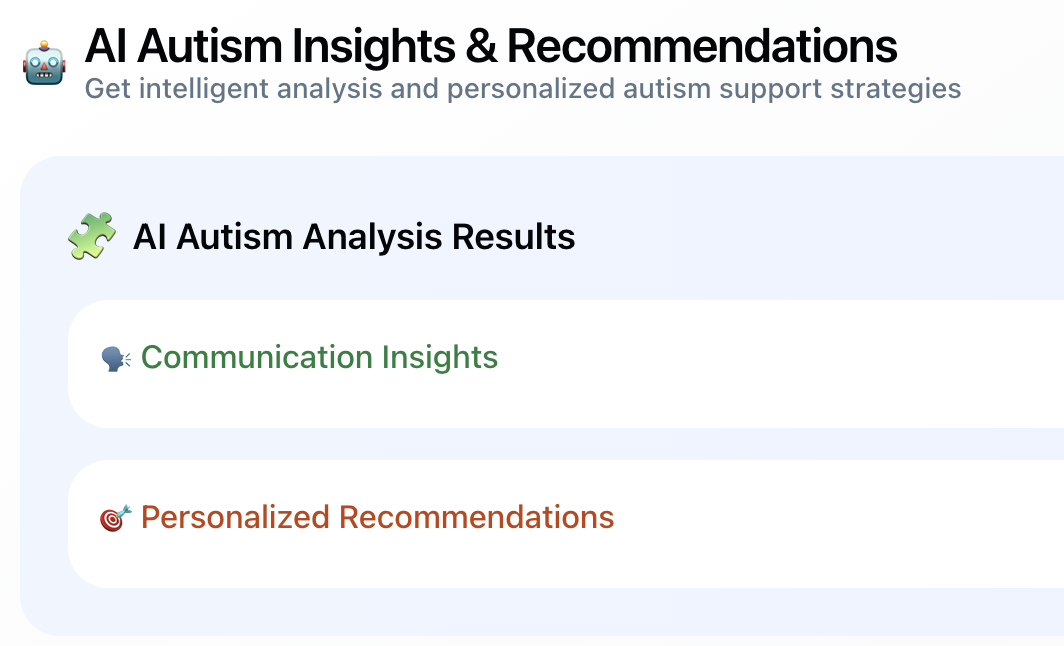 AI Autism Insights & Recommendations
Get intelligent analysis and personalized autism support strategies
AI Autism Analysis Results
Communication Insights
Personalized Recommendations